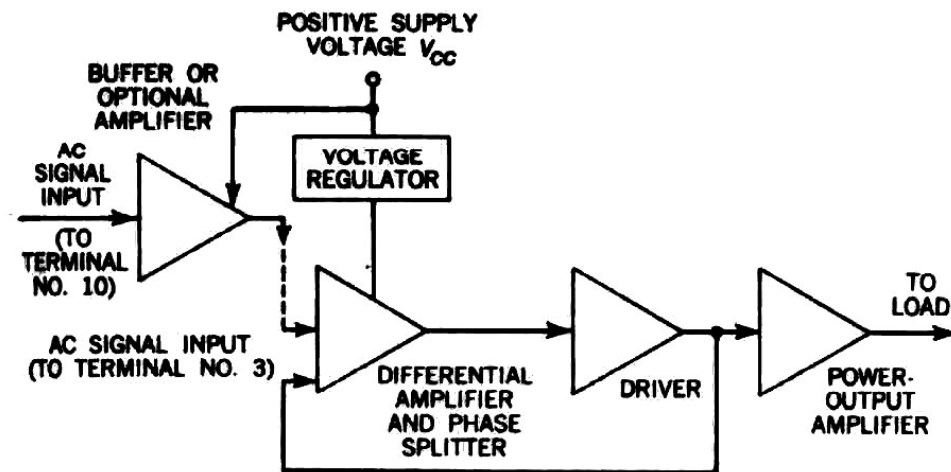 POSITIVE SUPPLY
VOLTAGE VCC
BUFFER OR
OPTIONAL
AMPLIFIER
AC
SIGNAL
INPUT
(TO
TERMINAL
NO. 10)
VOLTAGE
REGULATOR
AC SIGNAL INPUT
(TO TERMINAL NO. 3)
DIFFERENTIAL
AMPLIFIER
AND PHASE
SPLITTER
DRIVER
TO
LOAD
POWER-
OUTPUT
AMPLIFIER